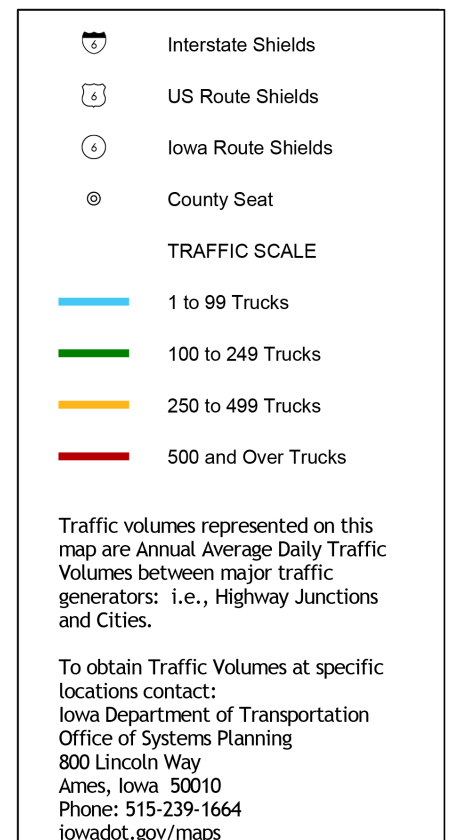 6 Interstate Shields
6 US Route Shields
6 Iowa Route Shields
County Seat
TRAFFIC SCALE
1 to 99 Trucks
100 to 249 Trucks
250 to 499 Trucks
500 and Over Trucks
Traffic volumes represented on this
map are Annual Average Daily Traffic
Volumes between major traffic
generators:  i.e., Highway Junctions
and Cities.
To obtain Traffic Volumes at specific
locations contact:
Iowa Department of Transportation
Office of Systems Planning
800 Lincoln Way
Ames, Iowa  50010
Phone: 515-239-1664
iowadot.gov/maps